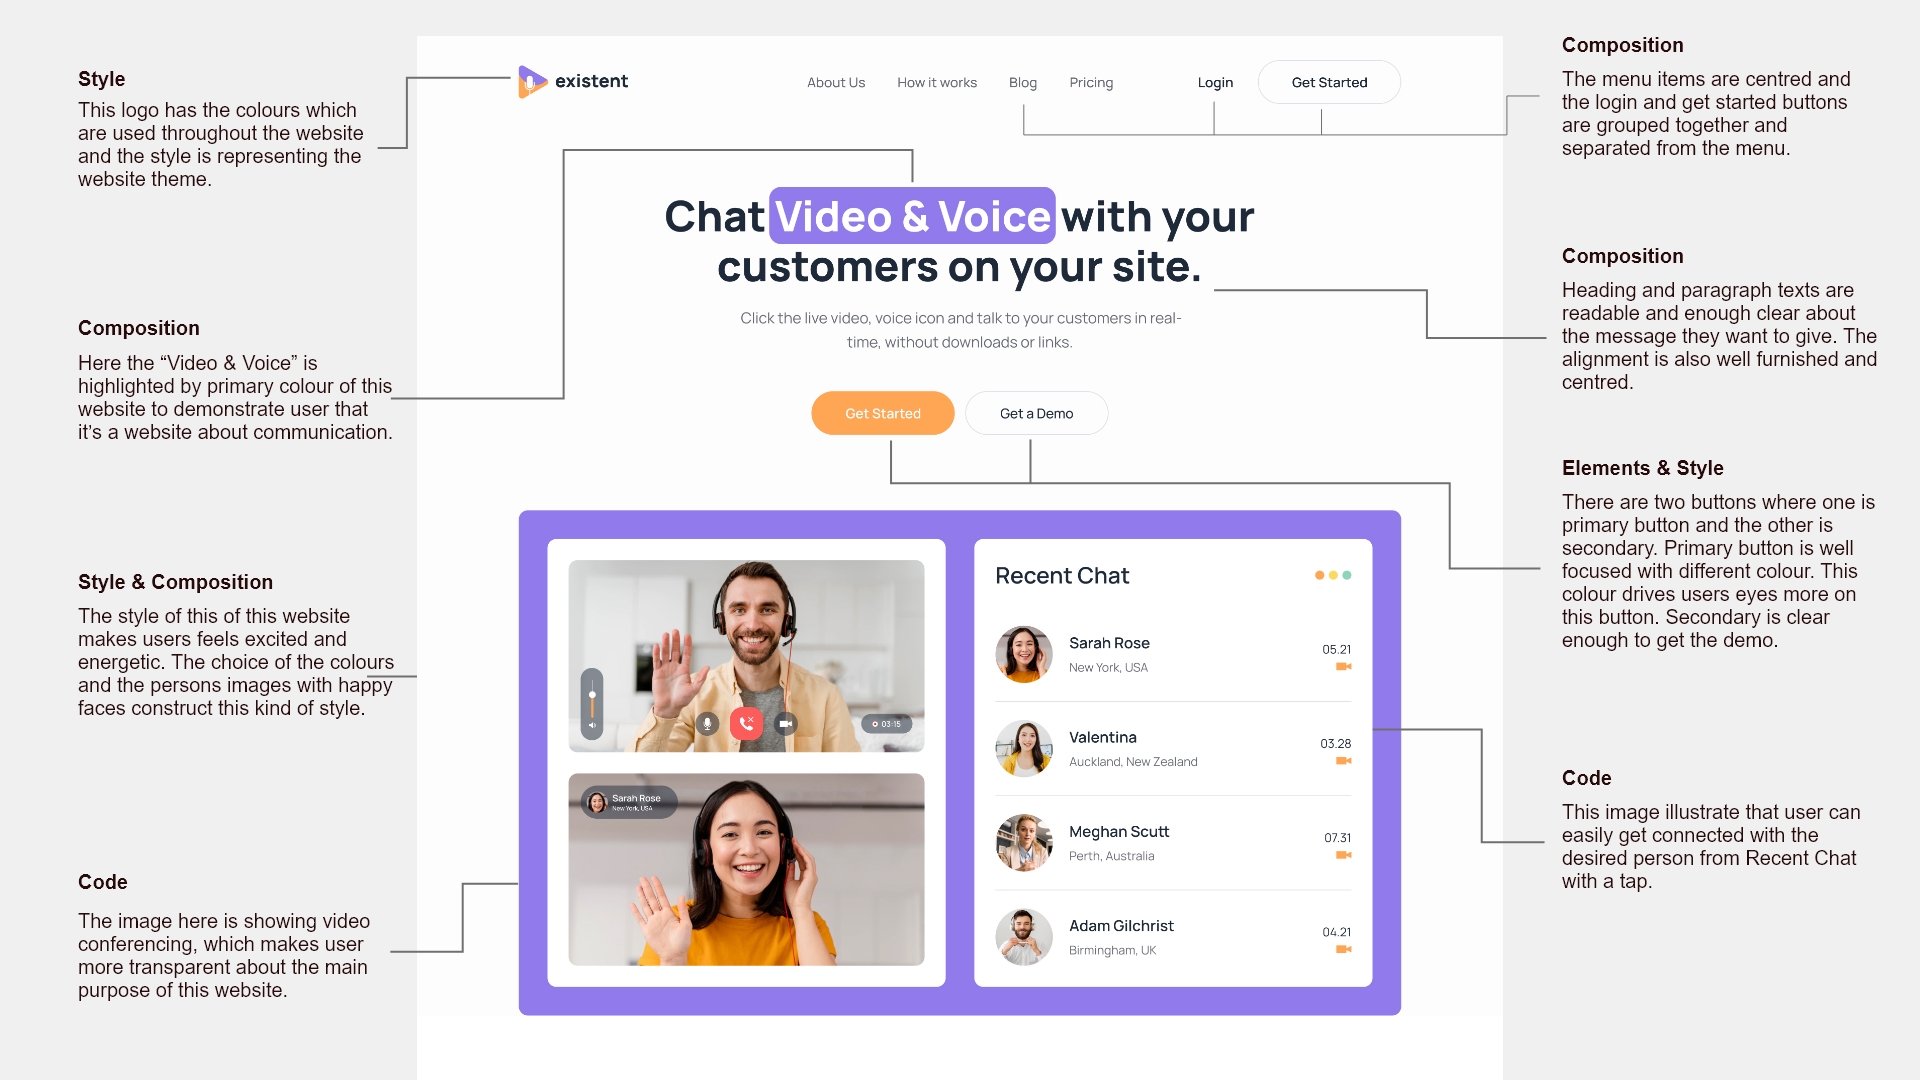 Style
This logo has the colours which
are used throughout the website
and the style is representing the
website theme.
Composition
Here the “Video & Voice” is
highlighted by primary colour of this
website to demonstrate user that
it’s a website about communication.
Style & Composition
The style of this of this website
makes users feels excited and
energetic. The choice of the colours
and the persons images with happy
faces construct this kind of style.
Code
The image here is showing video
conferencing, which makes user
more transparent about the main
purpose of this website.
existent
About Us How it works Blog Pricing Login Get Started
Chat Video & Voice with your
customers on your site.
Click the live video, voice icon and talk to your customers in real-
time, without downloads or links.
Get Started Get a Demo
03:15
Sarah Rose
New York, USA
Recent Chat
Sarah Rose
New York, USA
05.21
Valentina
Auckland, New Zealand
03.28
Meghan Scutt
Perth, Australia
07.31
Adam Gilchrist
Birmingham, UK
04.21
Composition
The menu items are centred and
the login and get started buttons
are grouped together and
separated from the menu.
Composition
Heading and paragraph texts are
readable and enough clear about
the message they want to give. The
alignment is also well furnished and
centred.
Elements & Style
There are two buttons where one is
primary button and the other is
secondary. Primary button is well
focused with different colour. This
colour drives users eyes more on
this button. Secondary is clear
enough to get the demo.
Code
This image illustrate that user can
easily get connected with the
desired person from Recent Chat
with a tap.